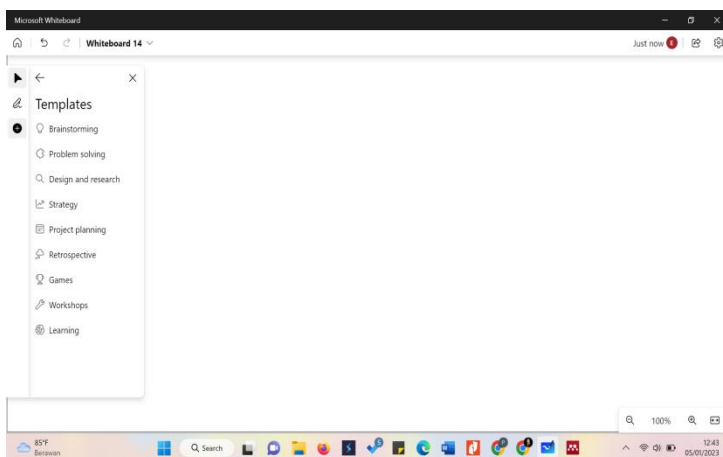 Microsoft Whiteboard
Whiteboard 14
Just now
Templates
Brainstorming
Problem solving
Design and research
Strategy
Project planning
Retrospective
Games
Workshops
Learning
100%
85°F
Berawan
Search
12:43
05/01/2023